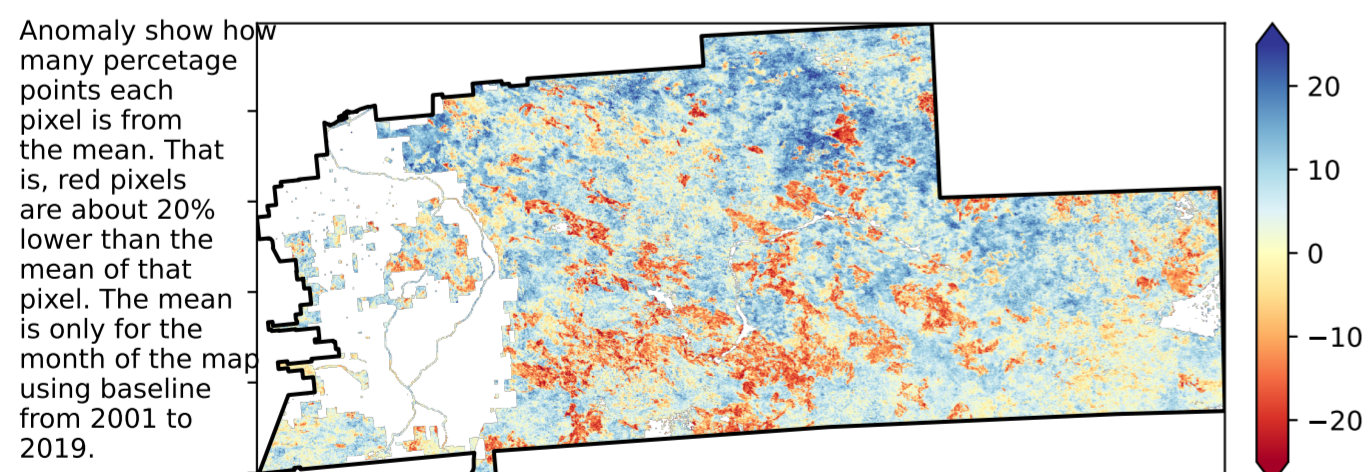 Anomaly show how
many percetage
points each
pixel is from
the mean. That
is, red pixels
are about 20%
lower than the
mean of that
pixel. The mean
is only for the
month of the map
using baseline
from 2001 to
2019.
20
10
0
−10
−20